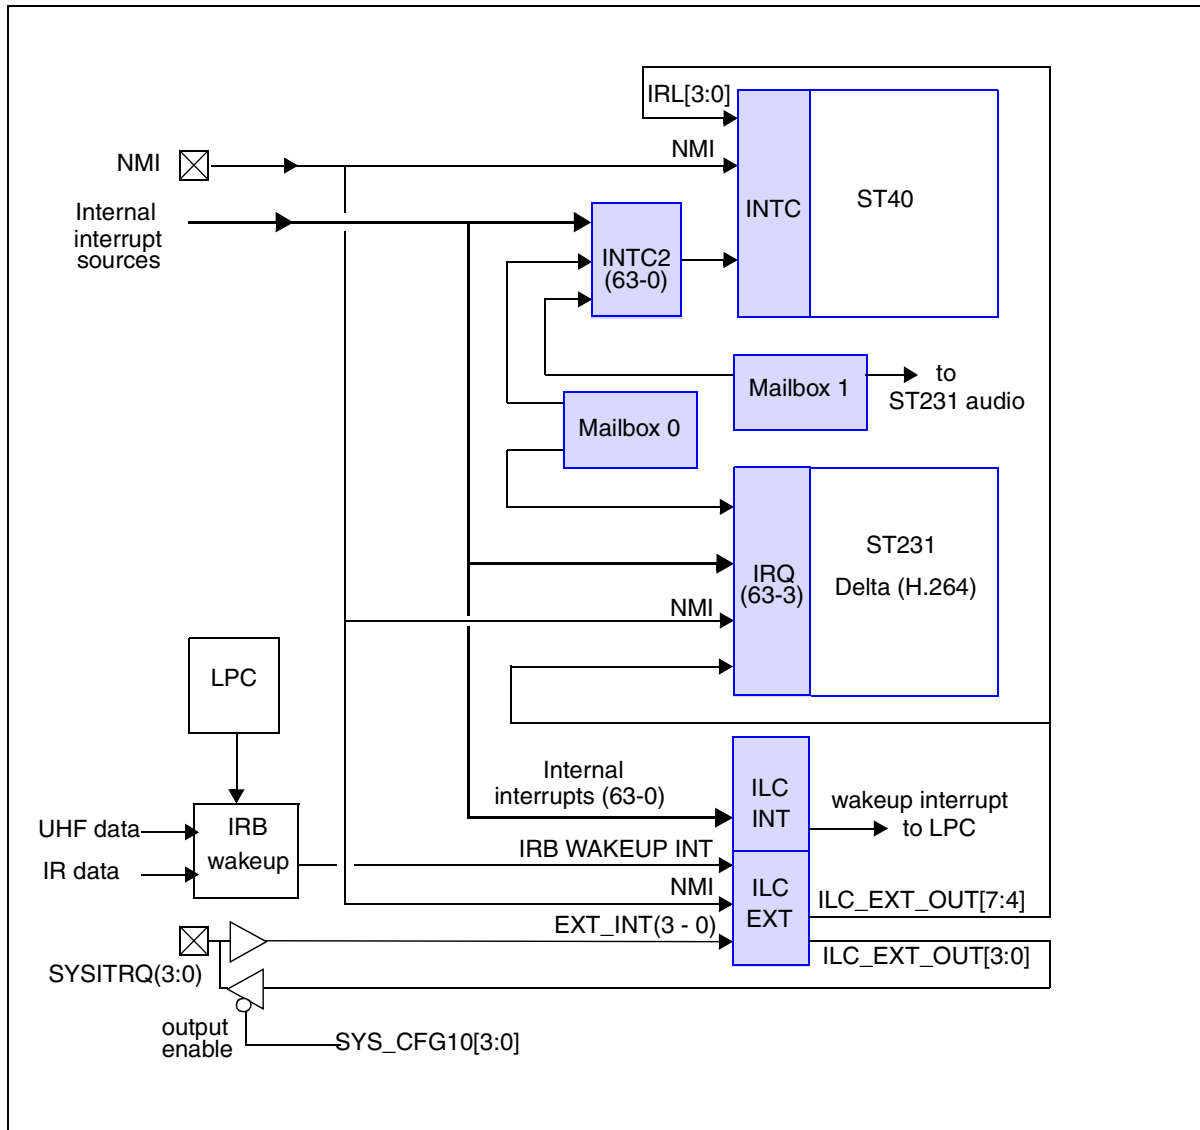 IRL[3:0]
NMI
NMI
INTC
ST40
Internal
interrupt
sources
INTC2
(63-0)
Mailbox 1
to
ST231 audio
Mailbox 0
ST231
Delta (H.264)
IRQ
(63-3)
NMI
LPC
Internal
interrupts (63-0)
ILC
INT
wakeup interrupt
to LPC
UHF data
IR data
IRB
wakeup
IRB WAKEUP INT
NMI
ILC
EXT
ILC_EXT_OUT[7:4]
EXT_INT(3 - 0)
ILC_EXT_OUT[3:0]
SYSITRQ(3:0)
output
enable
SYS_CFG10[3:0]